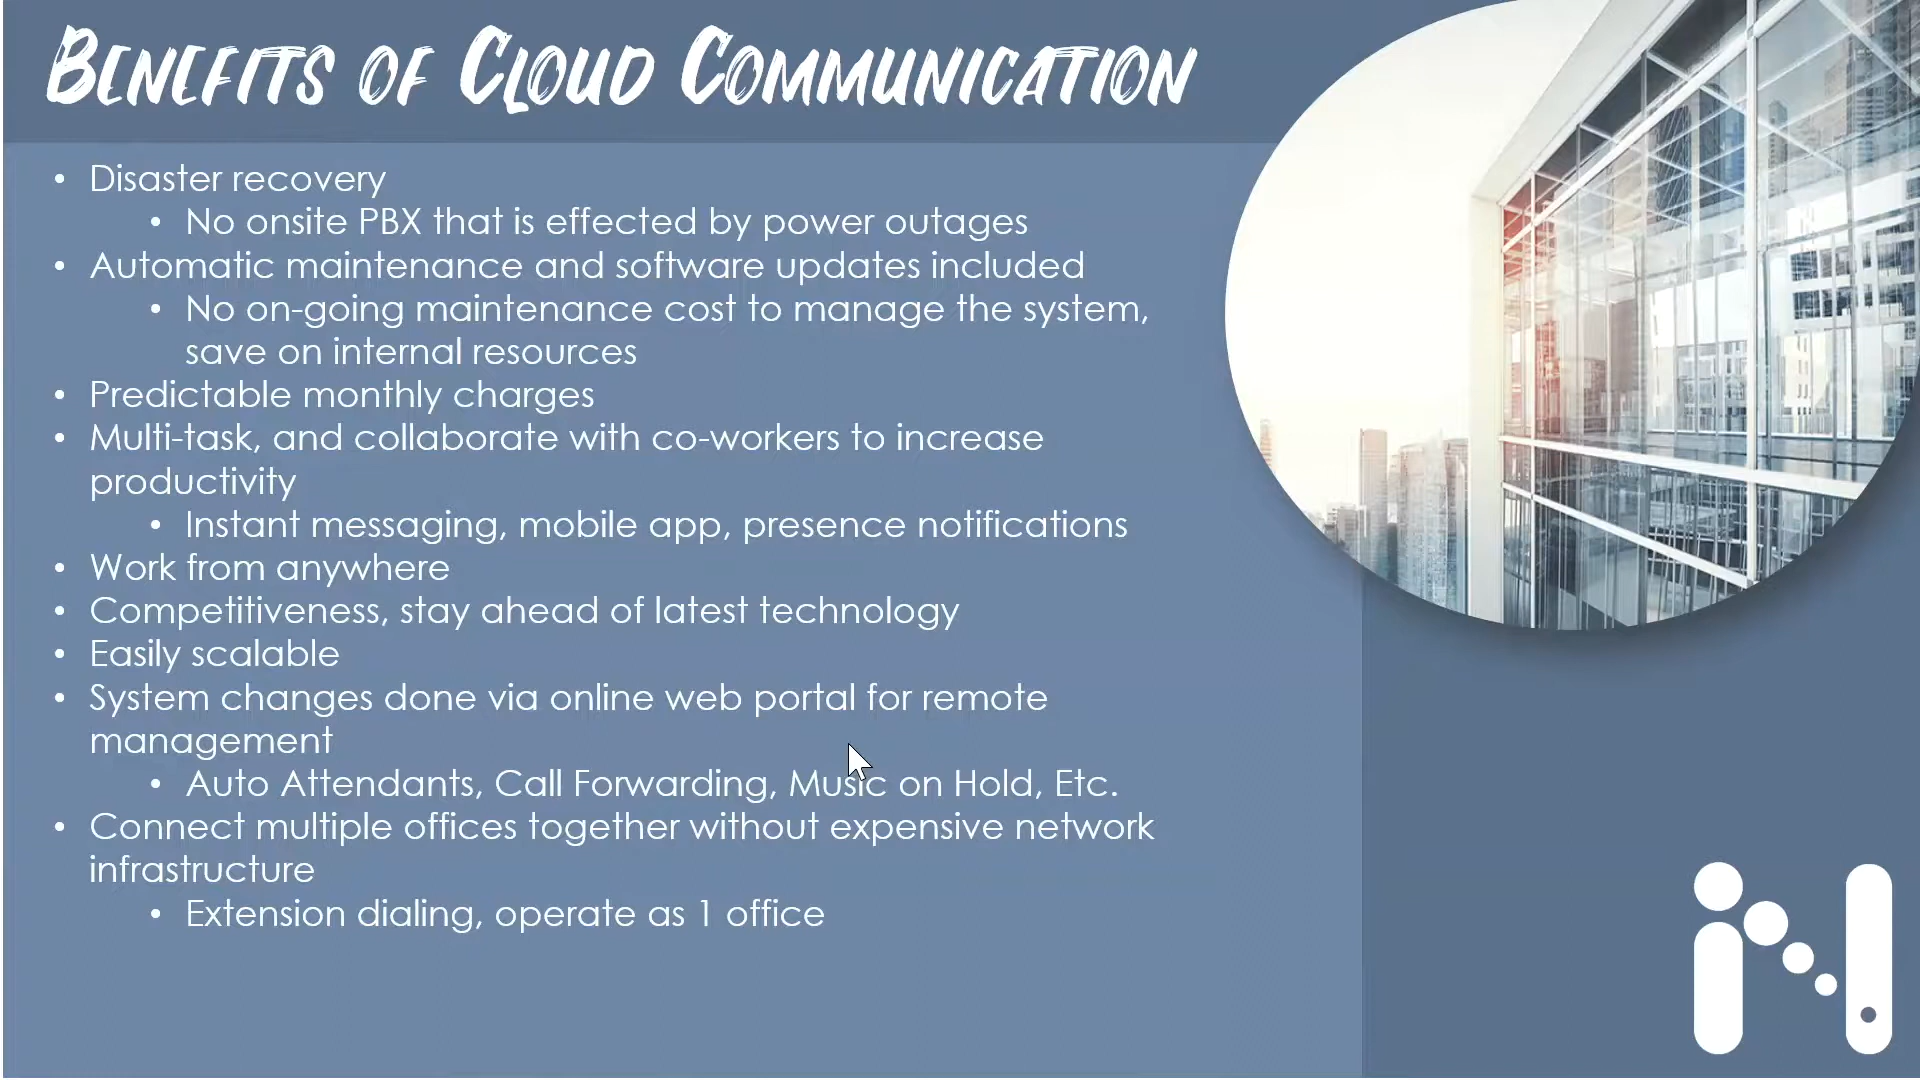 Benefits of Cloud Communication
• Disaster recovery
• No onsite PBX that is effected by power outages
• Automatic maintenance and software updates included
• No on-going maintenance cost to manage the system,
save on internal resources
• Predictable monthly charges
• Multi-task, and collaborate with co-workers to increase
productivity
• Instant messaging, mobile app, presence notifications
• Work from anywhere
• Competitiveness, stay ahead of latest technology
• Easily scalable
• System changes done via online web portal for remote
management
• Auto Attendants, Call Forwarding, Music on Hold, Etc.
• Connect multiple offices together without expensive network
infrastructure
• Extension dialing, operate as 1 office